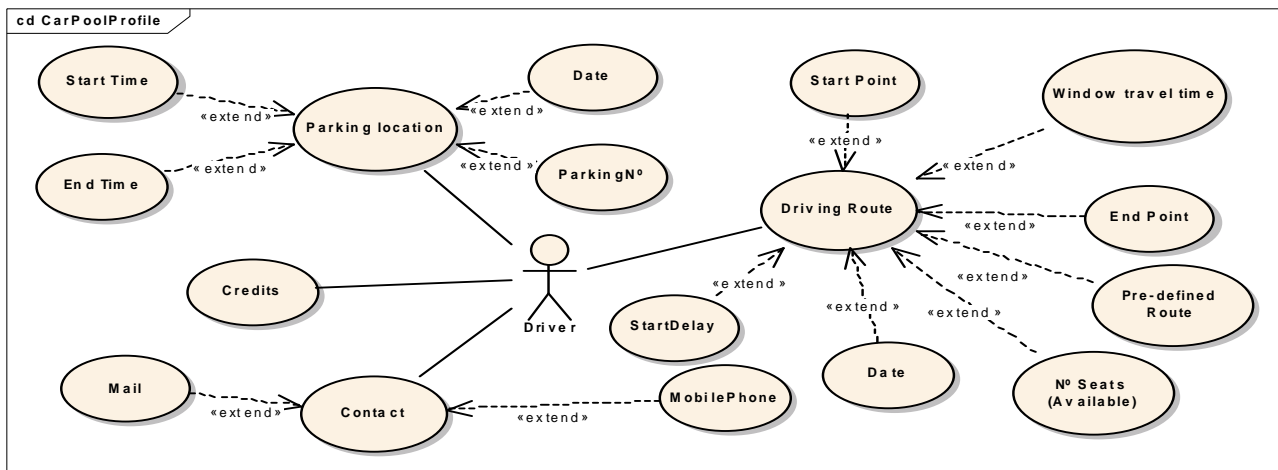 cd CarPoolProfile
Start Time
«extend»
Date
«extend»
Parking location
End Time
«extend»
ParkingNº
«extend»
Start Point
«extend»
Window travel time
«extend»
Driving Route
End Point
«extend»
Pre-defined
Route
«extend»
Credits
Driver
StartDelay
«extend»
Date
«extend»
Nº Seats
(Available)
«extend»
Mail
«extend»
Contact
MobilePhone
«extend»